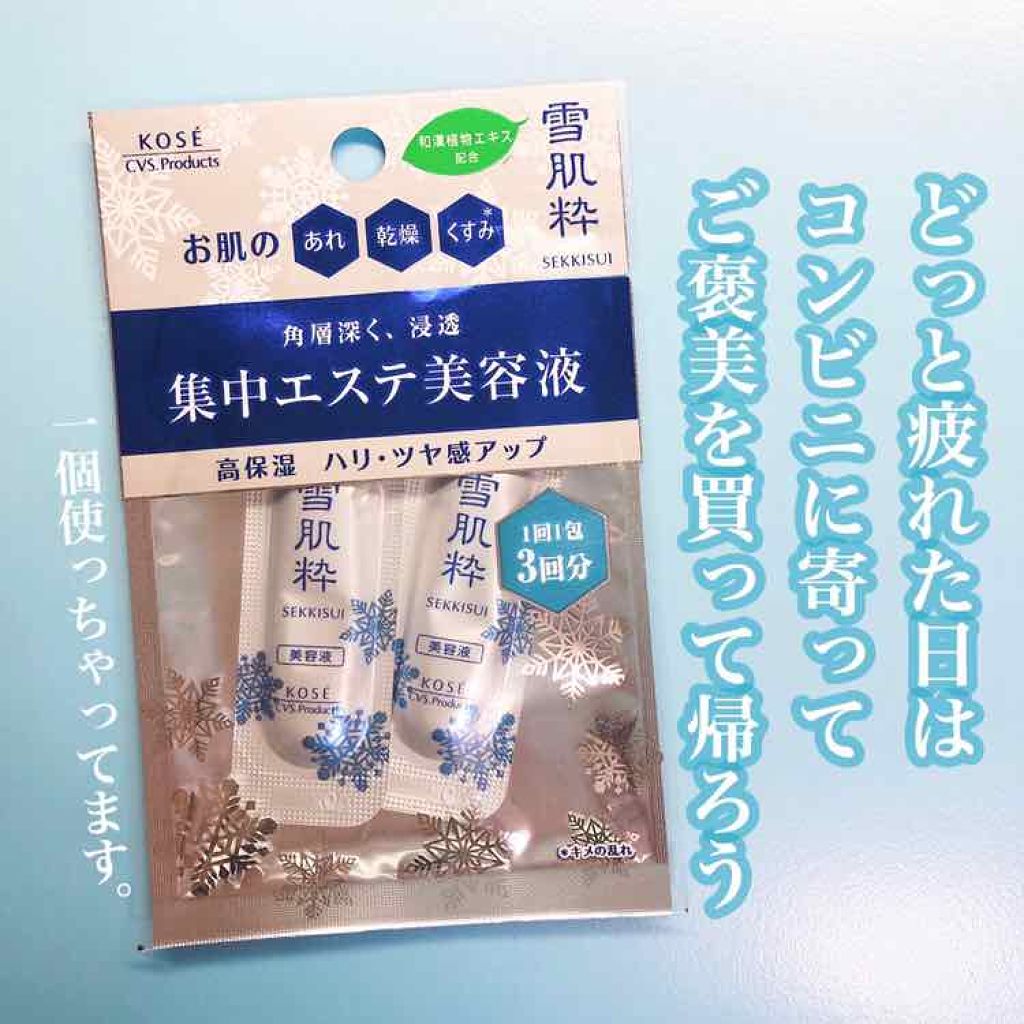 KOSÉ
CVS.Products
和漢植物エキス
配合
雪肌粋
SEKKISUI
お肌の あれ 乾燥 くすみ*
角層深く、浸透
集中エステ美容液
高保湿 ハリ・ツヤ感アップ
雪肌粋
SEKKISUI
美容液
KOSÉ
CVS.Products
雪肌粋
SEKKISUI
美容液
KOSÉ
CVS.Products
1回1包
3回分
*キメの乱れ
どっと疲れた日は
コンビニに寄って
ご褒美を買って帰ろう
一個使っちゃってます。